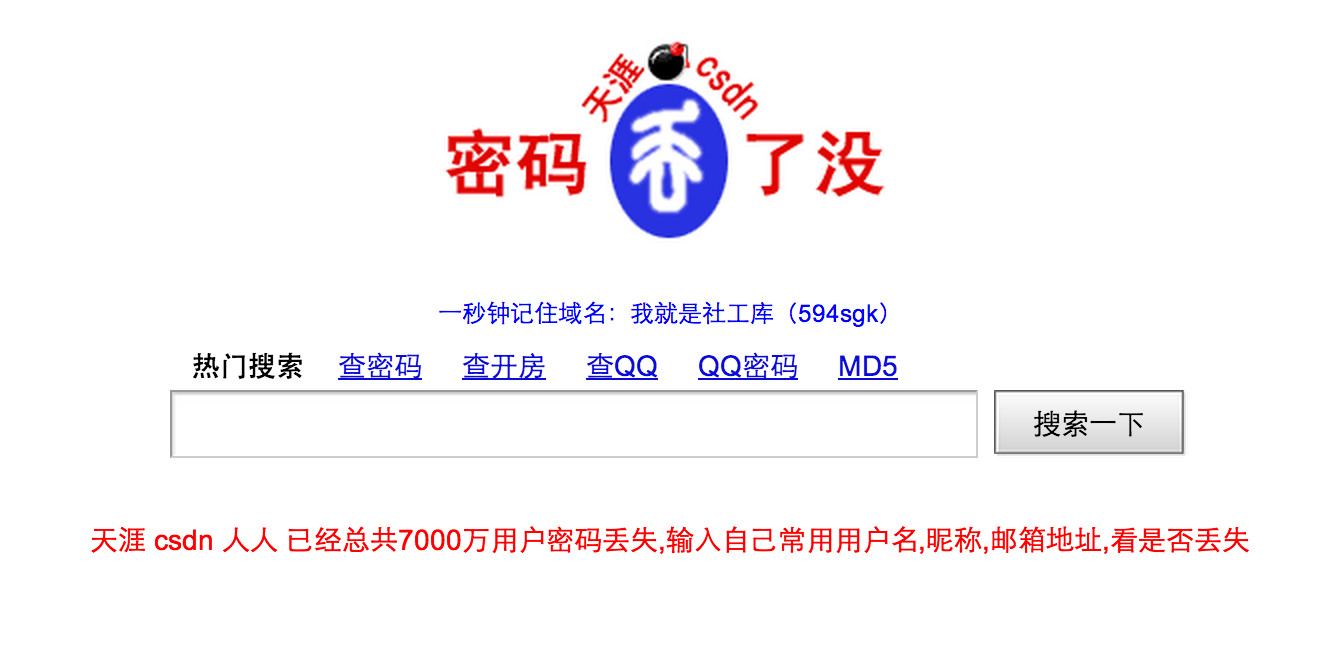 天涯 csdn
密码丢了没
一秒钟记住域名：我就是社工库（594sgk）
热门搜索 查密码 查开房 查QQ QQ密码 MD5
搜索一下
天涯 csdn 人人 已经总共7000万用户密码丢失,输入自己常用用户名,昵称,邮箱地址,看是否丢失